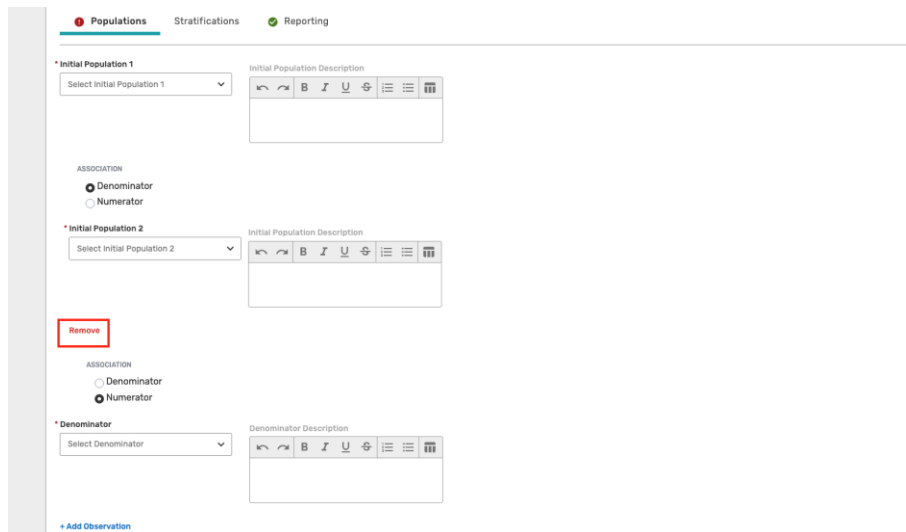 Populations Stratifications Reporting
* Initial Population 1
Initial Population Description
Select Initial Population 1
B I U S
ASSOCIATION
Denominator
Numerator
* Initial Population 2
Initial Population Description
Select Initial Population 2
B I U S
Remove
ASSOCIATION
Denominator
Numerator
* Denominator
Denominator Description
Select Denominator
B I U S
+ Add Observation